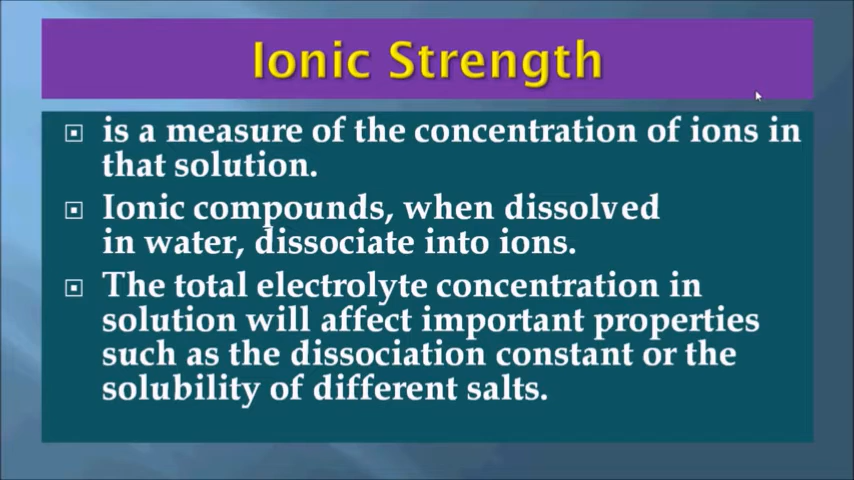 Ionic Strength
is a measure of the concentration of ions in
that solution.
Ionic compounds, when dissolved
in water, dissociate into ions.
The total electrolyte concentration in
solution will affect important properties
such as the dissociation constant or the
solubility of different salts.